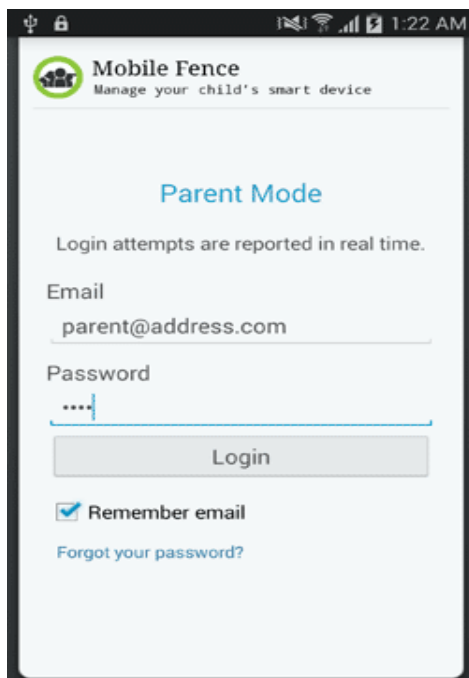 1:22 AM
Mobile Fence
Manage your child's smart device
Parent Mode
Login attempts are reported in real time.
Email
parent@address.com
Password
••••
Login
Remember email
Forgot your password?